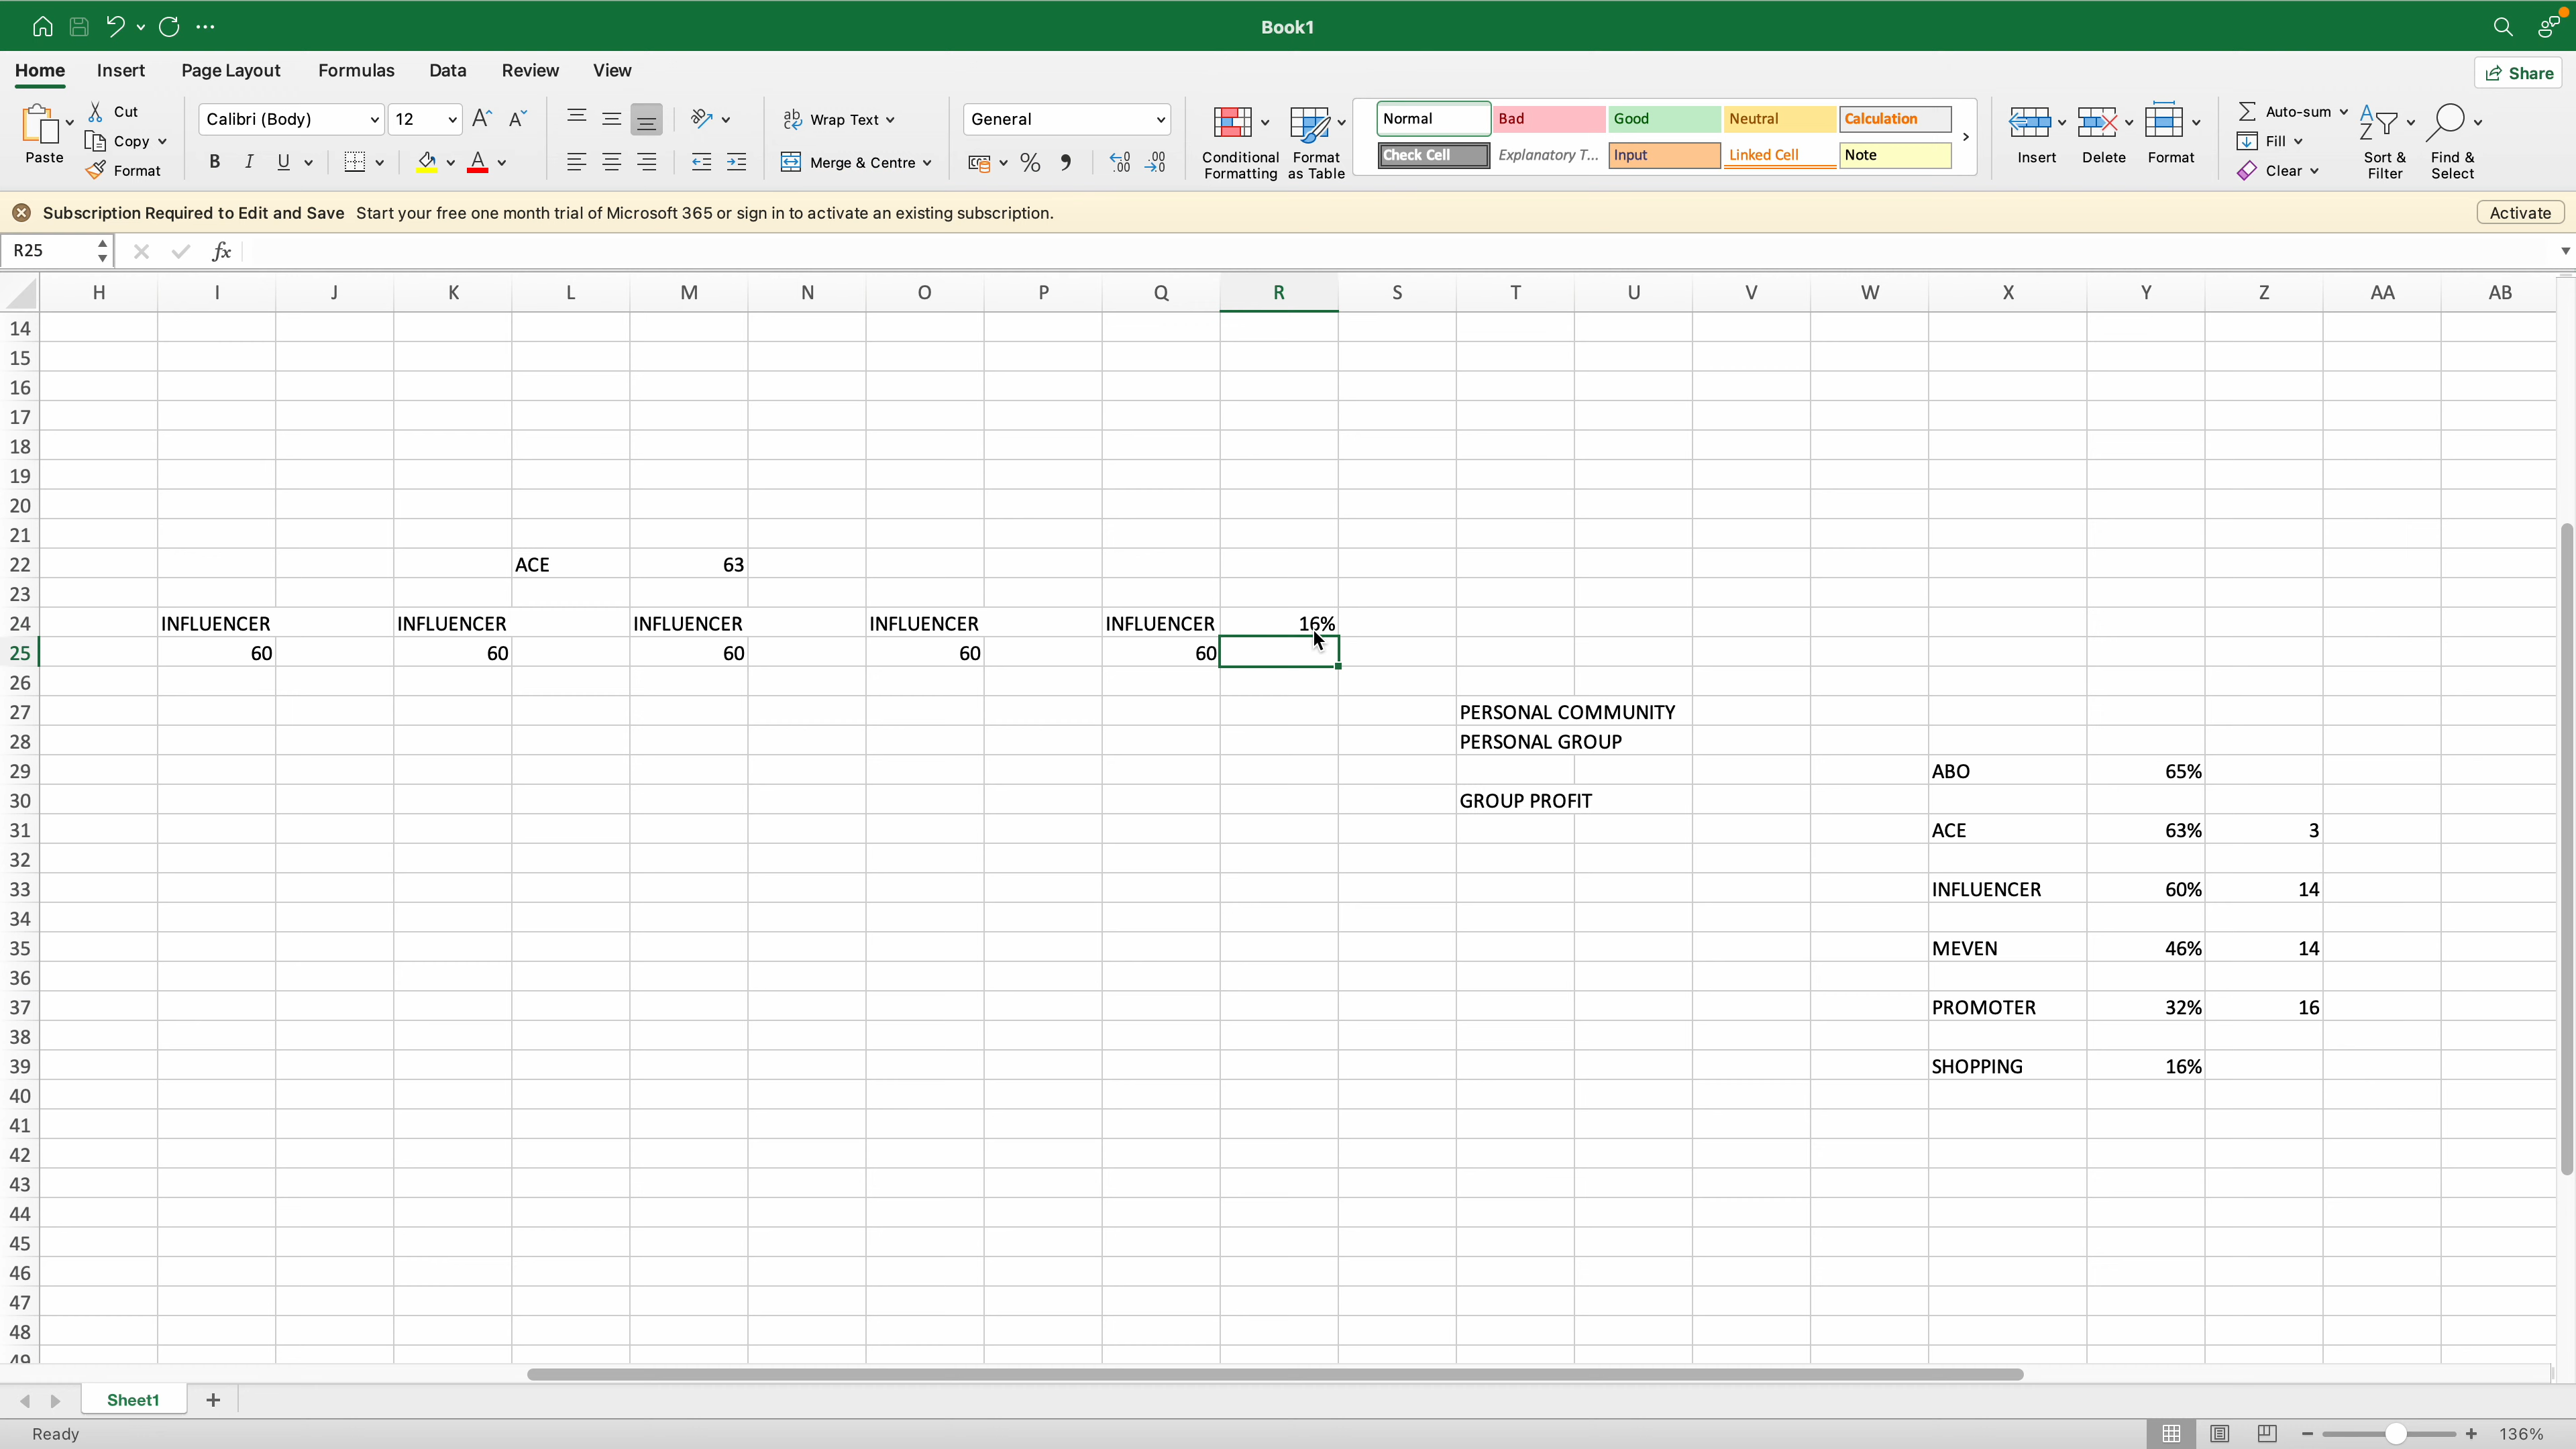 Book1
Home Insert Page Layout Formulas Data Review View Share
Paste Cut Copy Format
Calibri (Body) 12
B I U A
ab Wrap Text
Merge & Centre
General
Conditional Formatting
Format as Table
Normal Bad Good Neutral Calculation
Check Cell Explanatory T... Input Linked Cell Note
Insert Delete Format
Auto-sum
Fill
Clear
Sort & Filter
Find & Select
Subscription Required to Edit and Save Start your free one month trial of Microsoft 365 or sign in to activate an existing subscription. Activate
R25 fx
H I J K L M N O P Q R S T U V W X Y Z AA AB
14
15
16
17
18
19
20
21
22 ACE 63
23
24 INFLUENCER INFLUENCER INFLUENCER INFLUENCER INFLUENCER 16%
25 60 60 60 60 60
26
27 PERSONAL COMMUNITY
28 PERSONAL GROUP
29 ABO 65%
30 GROUP PROFIT
31 ACE 63% 3
32
33 INFLUENCER 60% 14
34
35 MEVEN 46% 14
36
37 PROMOTER 32% 16
38
39 SHOPPING 16%
40
41
42
43
44
45
46
47
48
49
Sheet1
Ready 136%